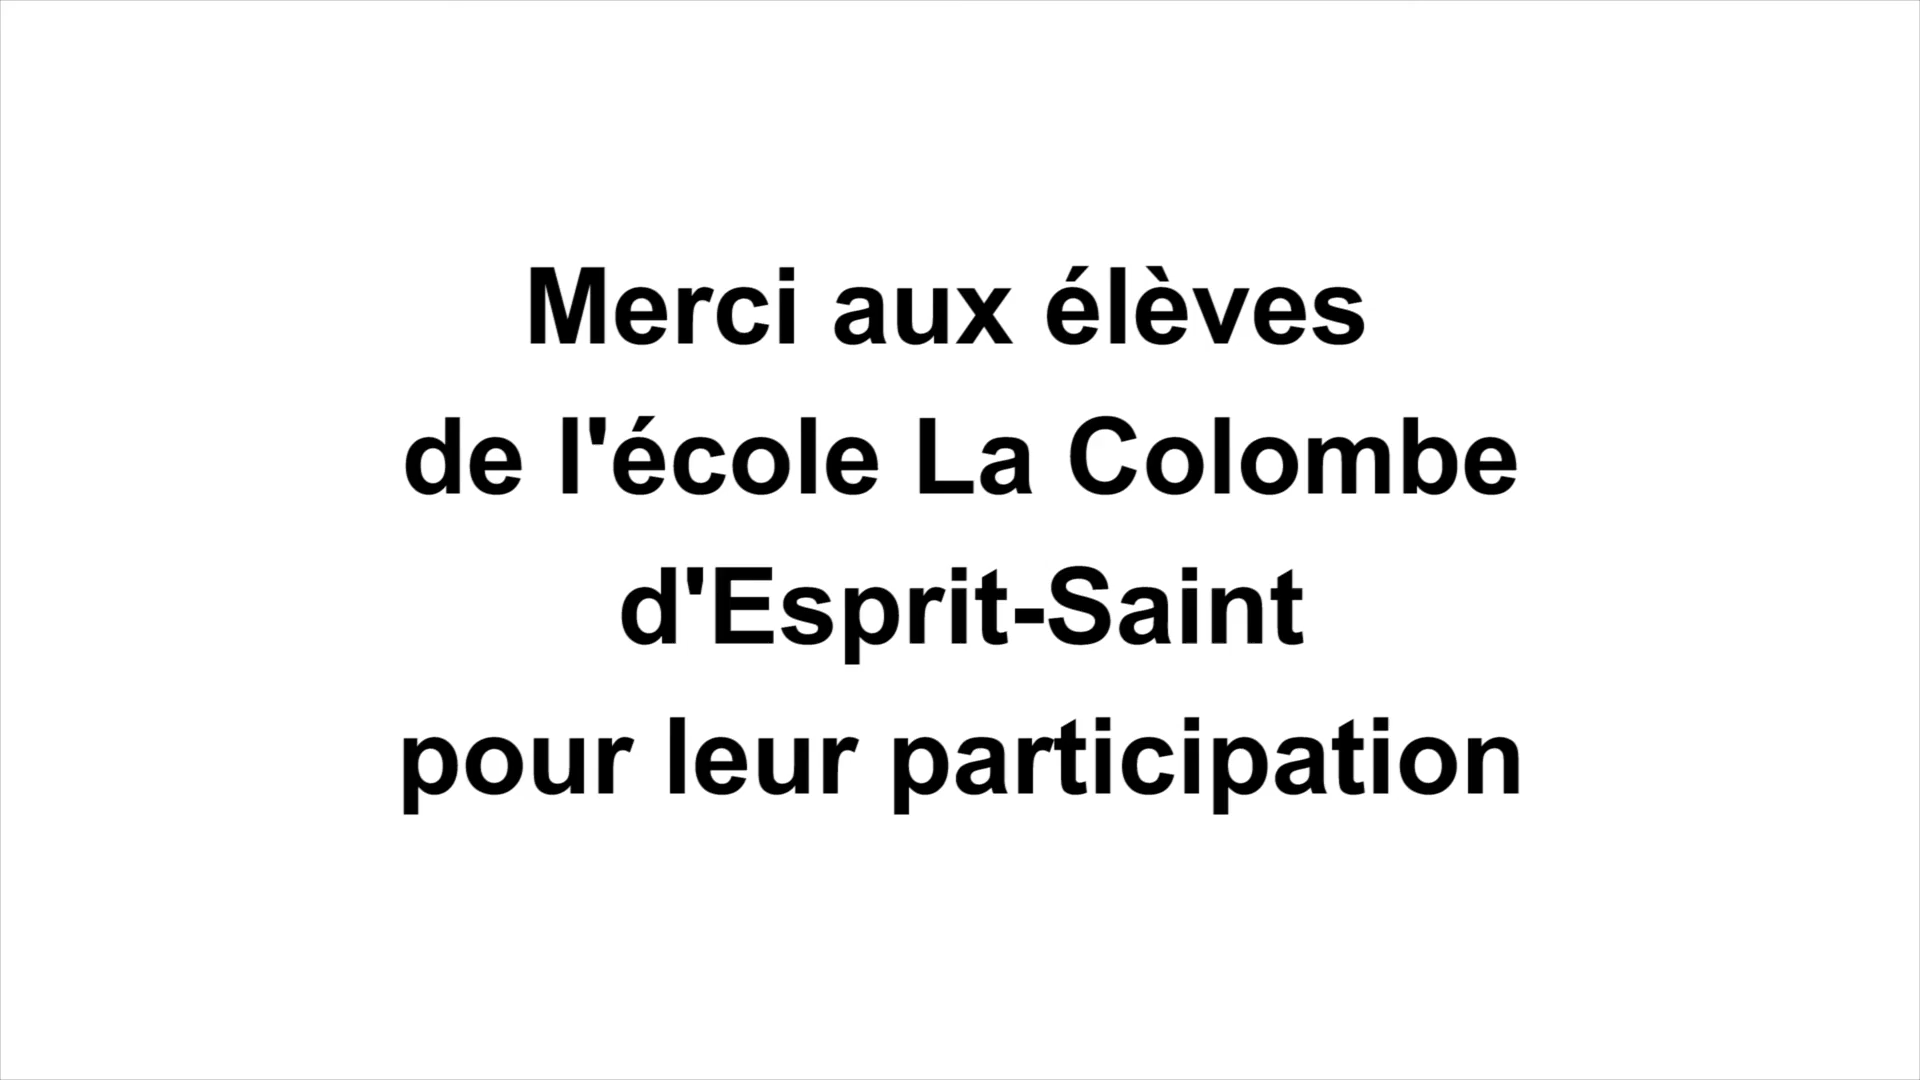 Merci aux élèves
de l'école La Colombe
d'Esprit-Saint
pour leur participation